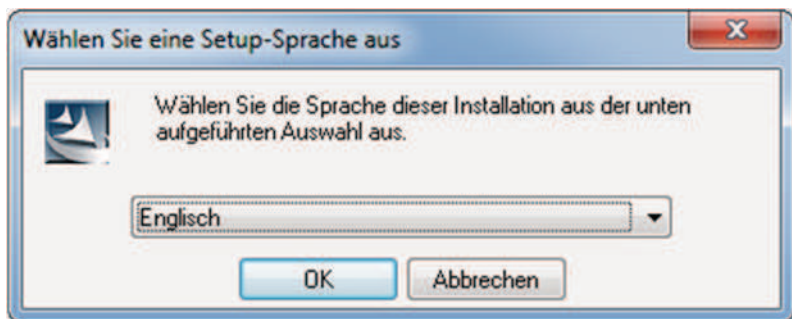 Wählen Sie eine Setup-Sprache aus
Wählen Sie die Sprache dieser Installation aus der unten
aufgeführten Auswahl aus.
Englisch
OK
Abbrechen